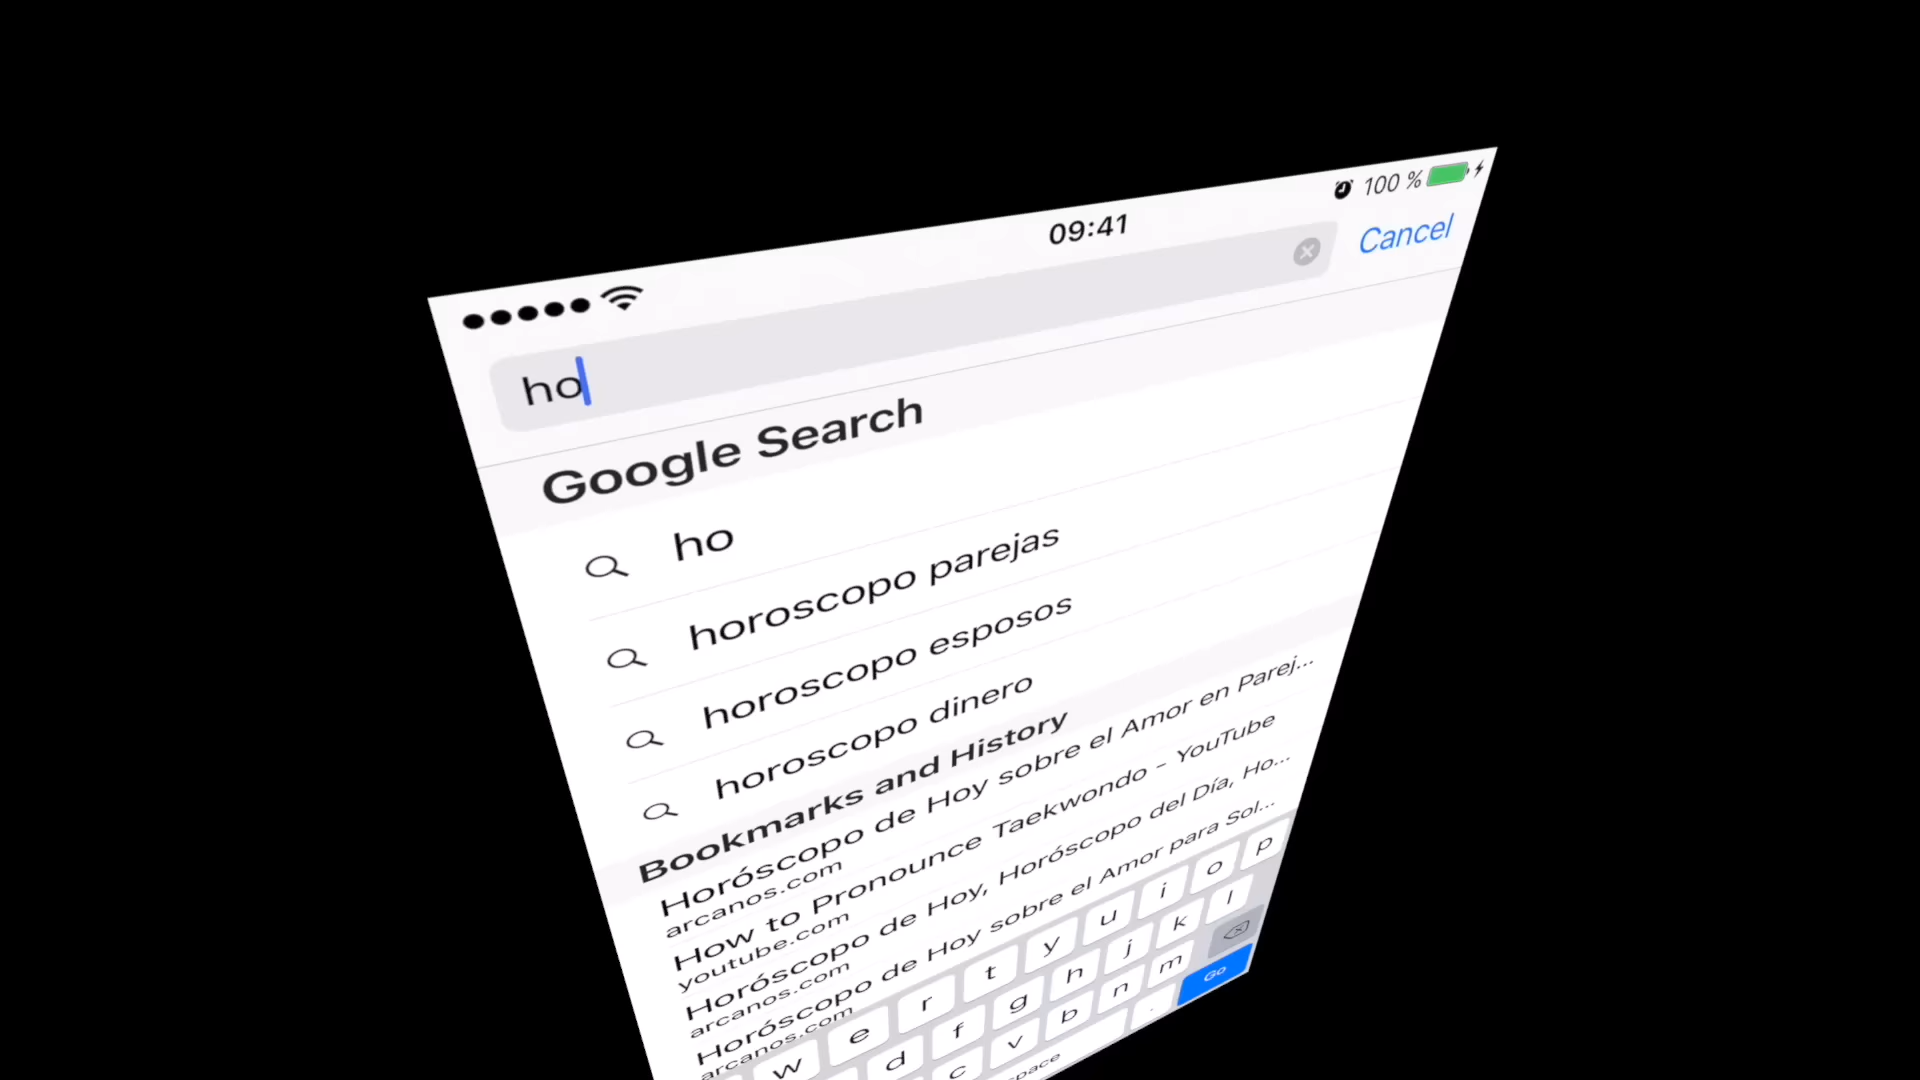 09:41
100 %
ho
Cancel
Google Search
ho
horoscopo parejas
horoscopo esposos
horoscopo dinero
Bookmarks and History
Horóscopo de Hoy sobre el Amor en Parej...
arcanos.com
How to Pronounce Taekwondo - YouTube
youtube.com
Horóscopo de Hoy, Horóscopo del Día, Ho...
arcanos.com
Horóscopo de Hoy sobre el Amor para Sol...
arcanos.com
w e r t y u i o p
d f g h j k l
c v b n m
space . Go